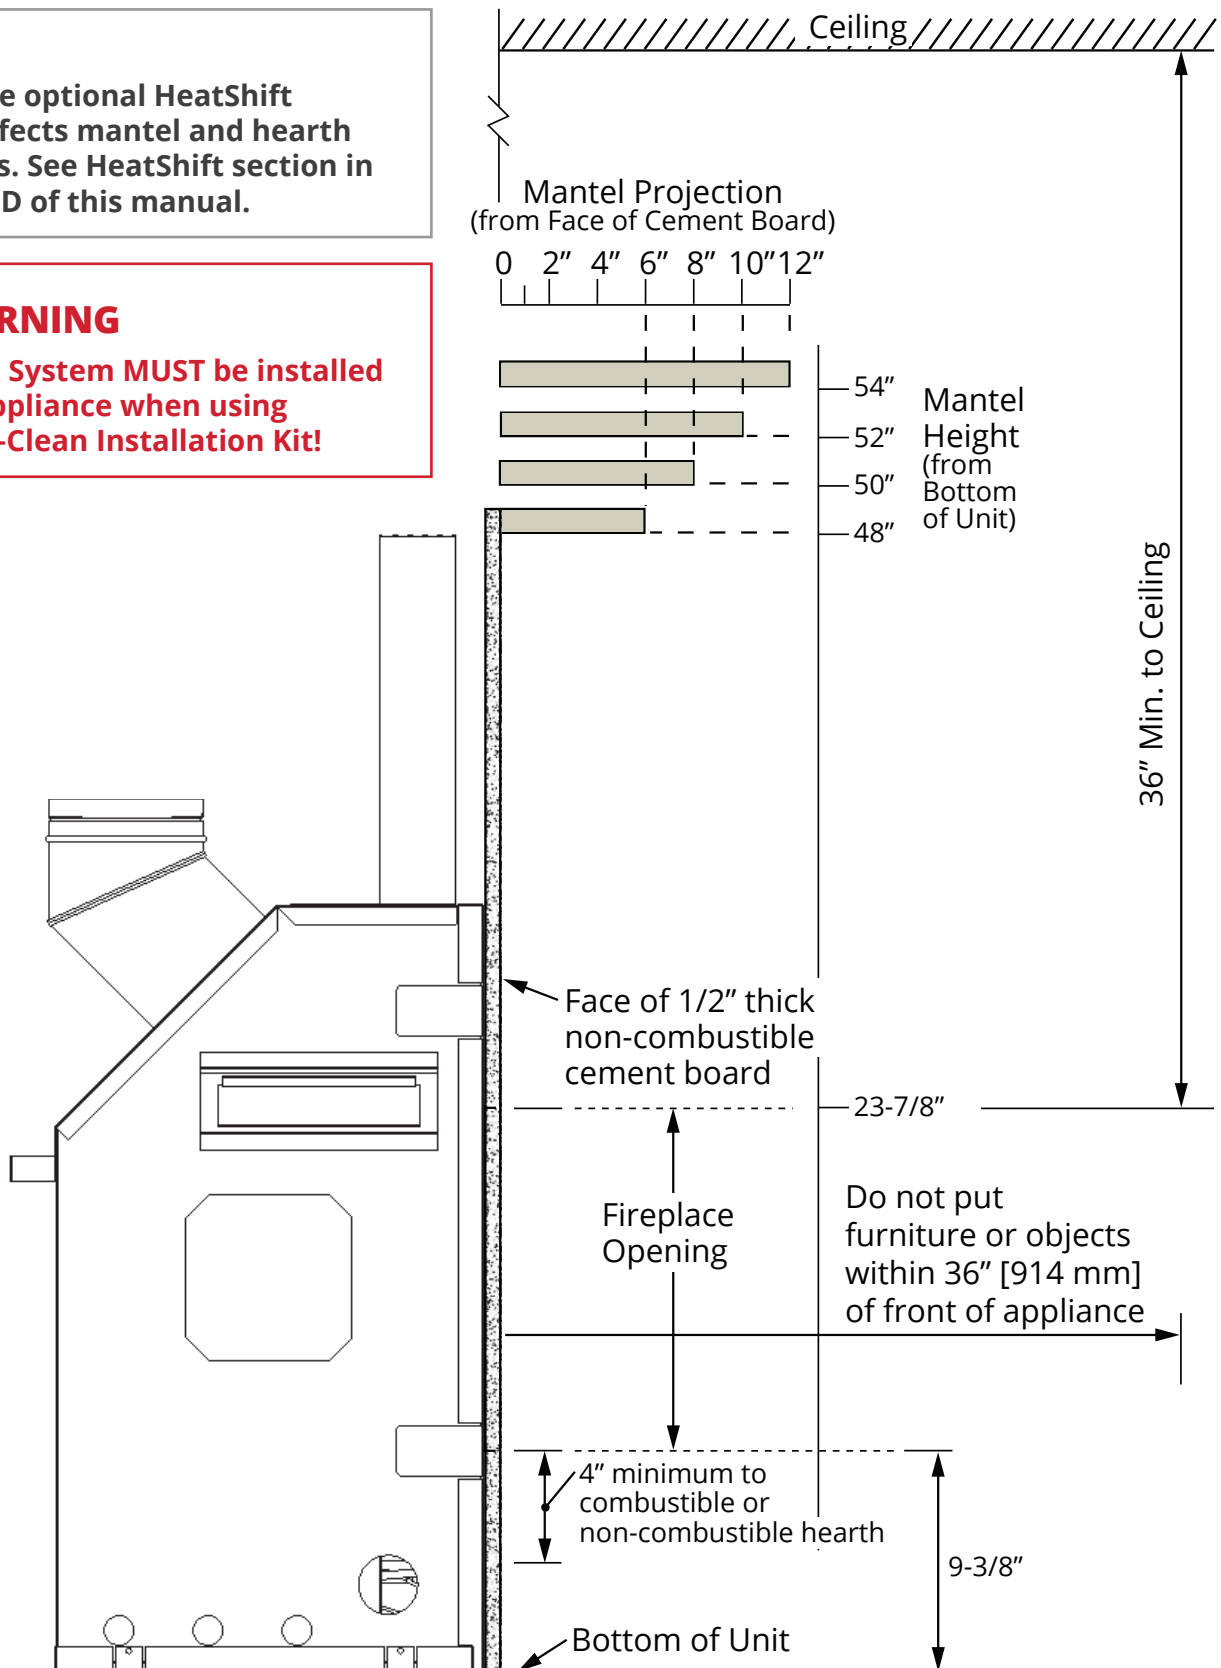 e optional HeatShift
fects mantel and hearth
s. See HeatShift section in
D of this manual.
RNING
System MUST be installed
ppliance when using
-Clean Installation Kit!
Ceiling
Mantel Projection
(from Face of Cement Board)
0 2” 4” 6” 8” 10” 12”
54”
52”
50”
48”
Mantel
Height
(from
Bottom
of Unit)
36” Min. to Ceiling
Face of 1/2” thick
non-combustible
cement board
23-7/8”
Fireplace
Opening
Do not put
furniture or objects
within 36” [914 mm]
of front of appliance
4” minimum to
combustible or
non-combustible hearth
9-3/8”
Bottom of Unit